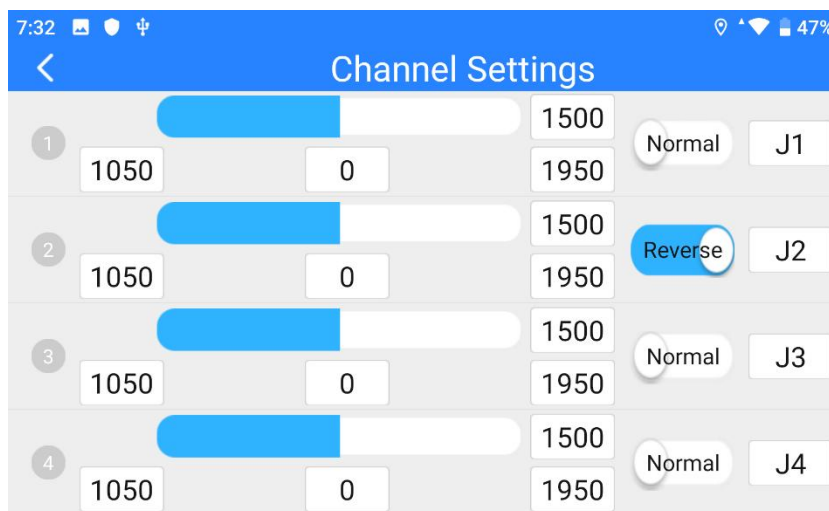 7:32 47%
Channel Settings
1 1500 Normal J1
1050 0 1950
2 1500 Reverse J2
1050 0 1950
3 1500 Normal J3
1050 0 1950
4 1500 Normal J4
1050 0 1950